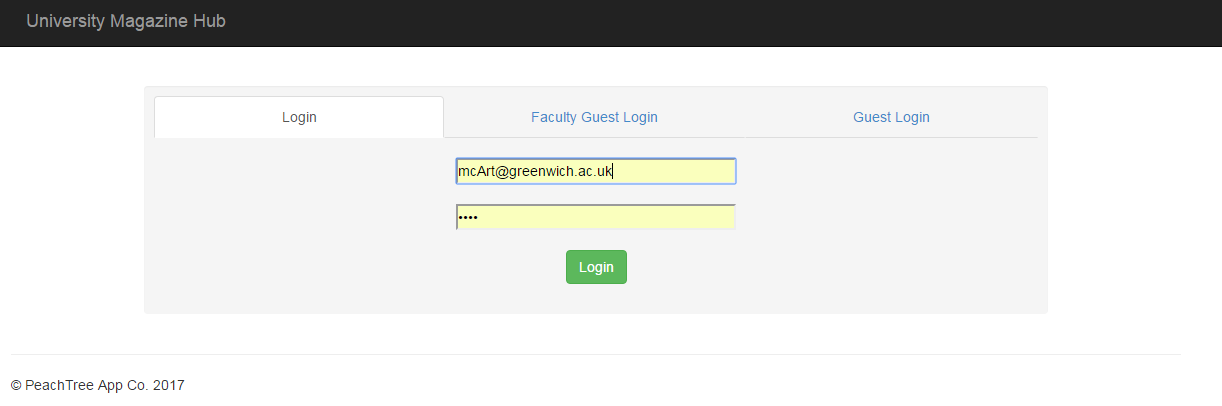 University Magazine Hub
Login Faculty Guest Login Guest Login
mcArt@greenwich.ac.uk
••••
Login
© PeachTree App Co. 2017